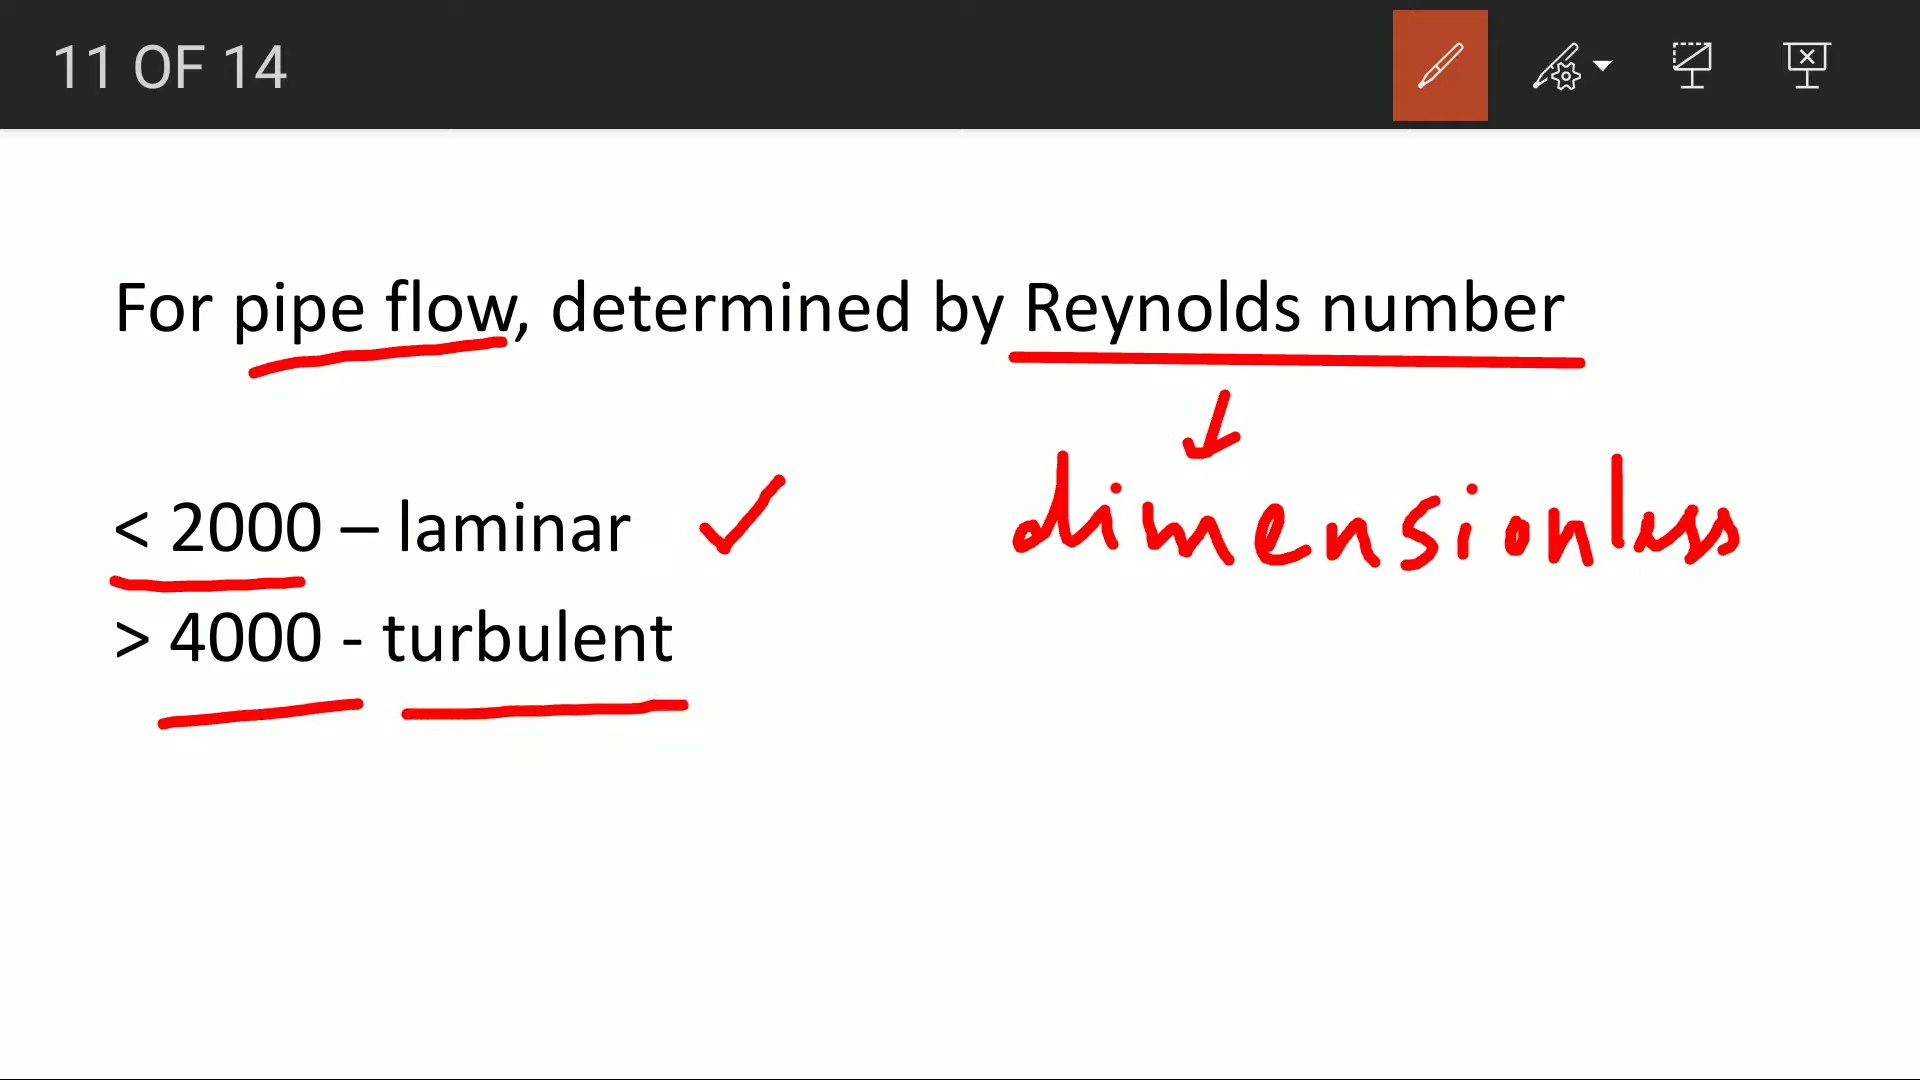 11 OF 14
For pipe flow, determined by Reynolds number
dimensionless
< 2000 – laminar
> 4000 - turbulent